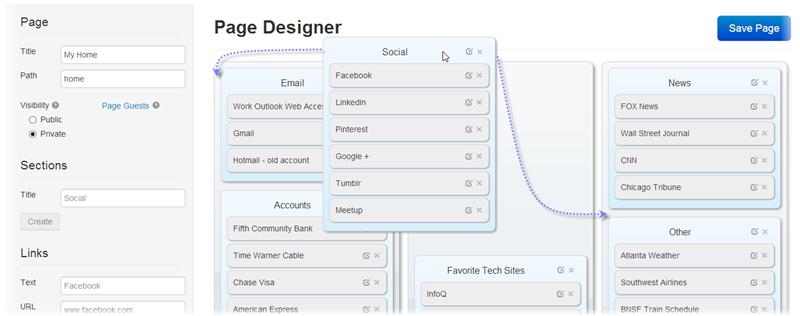 Page
Title
My Home
Path
home
Visibility
Page Guests
Public
Private
Sections
Title
Social
Create
Links
Text
Facebook
URL
www.facebook.com
Page Designer
Save Page
Email
Work Outlook Web Acces
Gmail
Hotmail - old account
Accounts
Fifth Community Bank
Time Warner Cable
Chase Visa
American Express
Social
Facebook
LinkedIn
Pinterest
Google +
Tumblr
Meetup
Favorite Tech Sites
InfoQ
News
FOX News
Wall Street Journal
CNN
Chicago Tribune
Other
Atlanta Weather
Southwest Airlines
BNSF Train Schedule